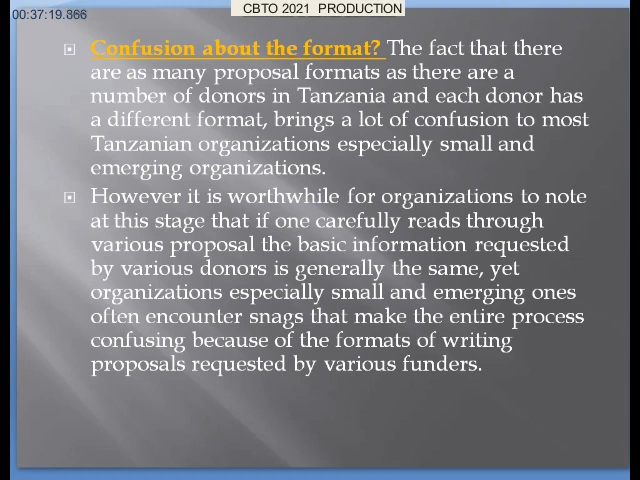 00:37:19.866
CBTO 2021 PRODUCTION
Confusion about the format? The fact that there
are as many proposal formats as there are a
number of donors in Tanzania and each donor has
a different format, brings a lot of confusion to most
Tanzanian organizations especially small and
emerging organizations.
However it is worthwhile for organizations to note
at this stage that if one carefully reads through
various proposal the basic information requested
by various donors is generally the same, yet
organizations especially small and emerging ones
often encounter snags that make the entire process
confusing because of the formats of writing
proposals requested by various funders.